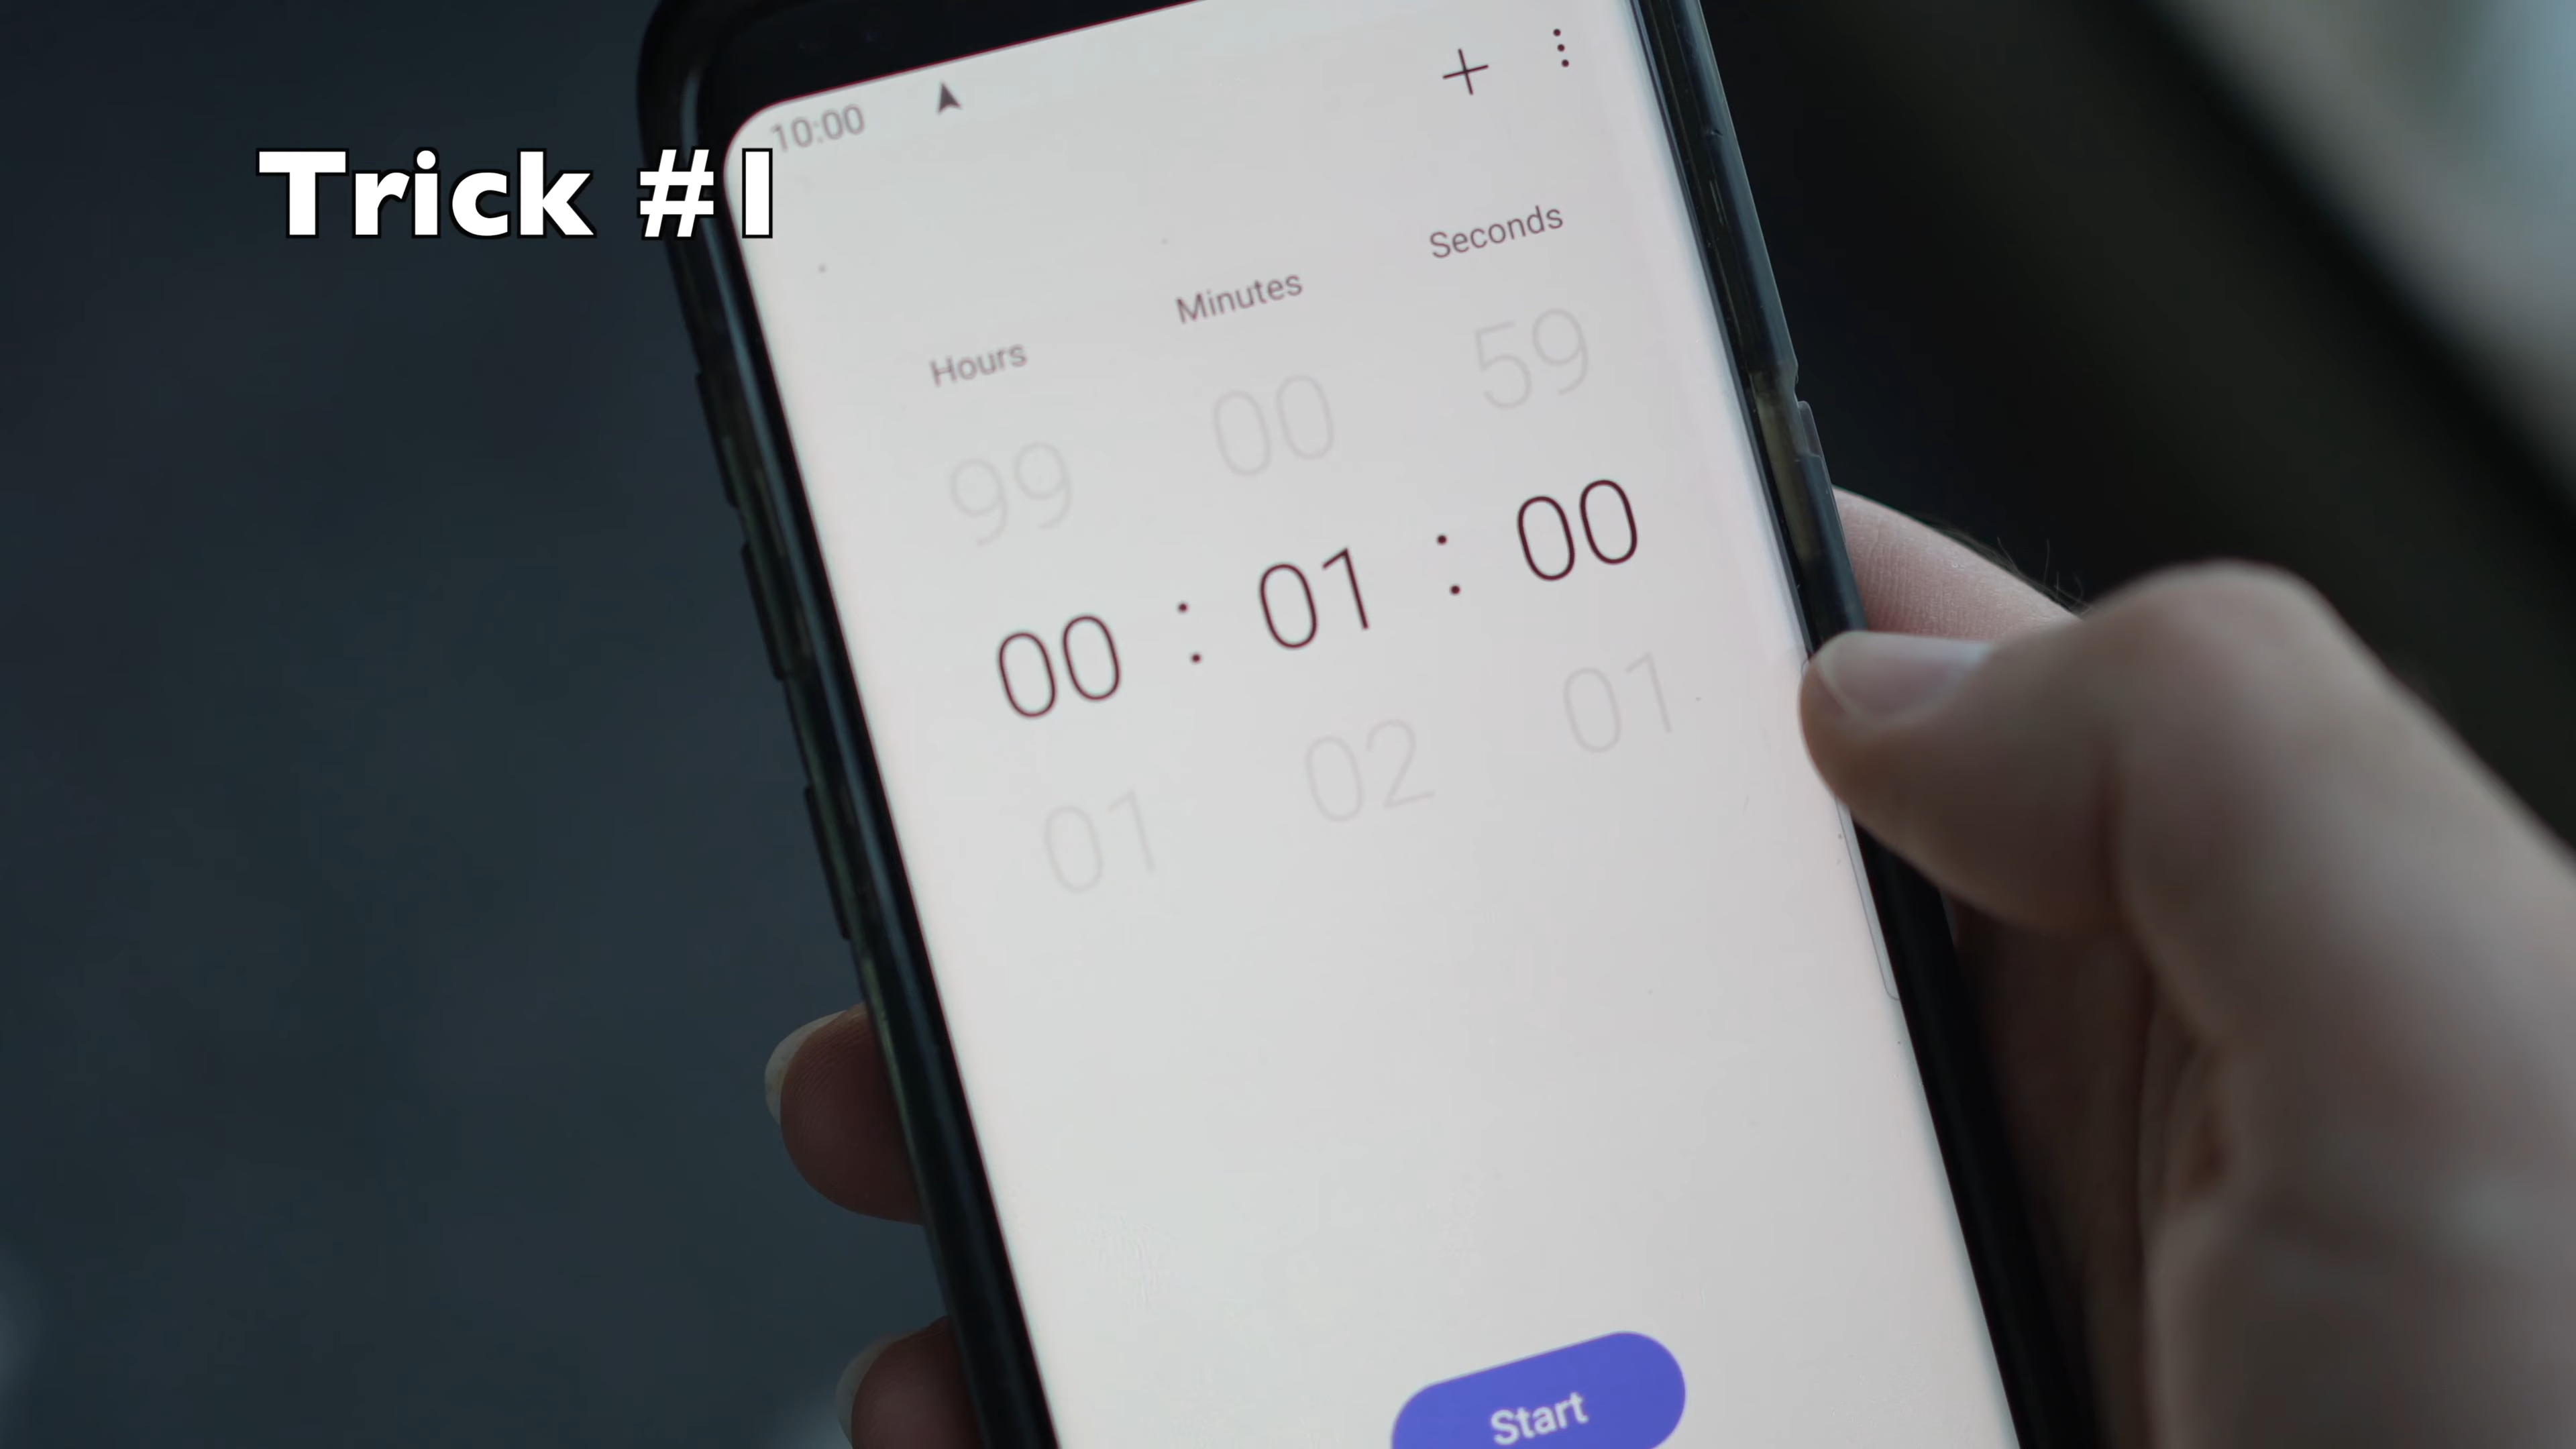 10:00
Trick #1
Hours Minutes Seconds
99 00 59
00 : 01 : 00
01 02 01
Start